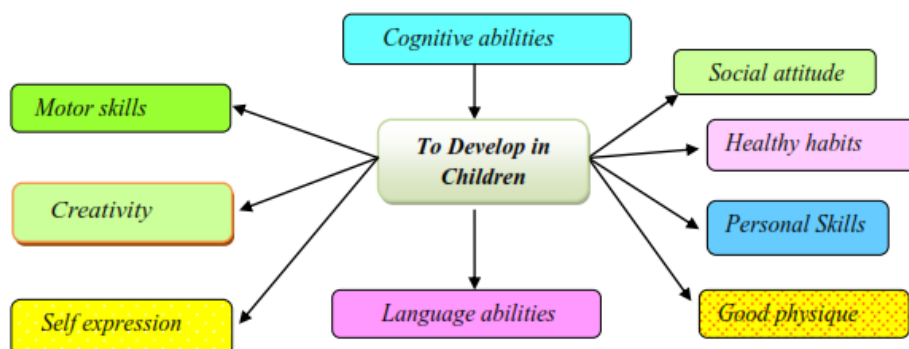 Cognitive abilities
Social attitude
Motor skills
To Develop in
Children
Healthy habits
Creativity
Personal Skills
Self expression
Language abilities
Good physique